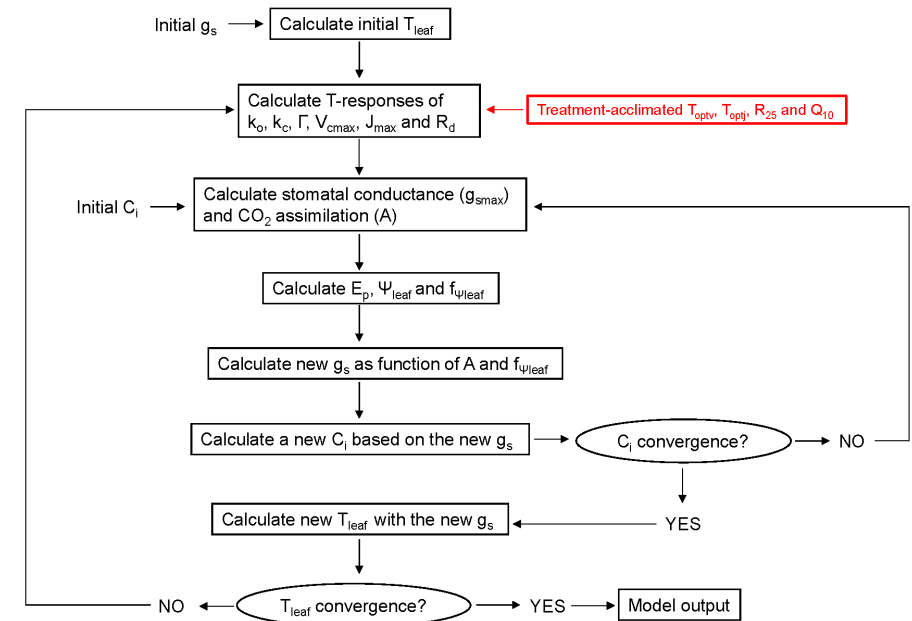 Initial gs
Calculate initial Tleaf
Calculate T-responses of
ko, kc, Γ, Vcmax, Jmax and Rd
Treatment-acclimated Toptv, Toptj, R25 and Q10
Initial Ci
Calculate stomatal conductance (gsmax)
and CO2 assimilation (A)
Calculate Ep, Ψleaf and fΨleaf
Calculate new gs as function of A and fΨleaf
Calculate a new Ci based on the new gs
Ci convergence?
NO
Calculate new Tleaf with the new gs
YES
NO
Tleaf convergence?
YES
Model output